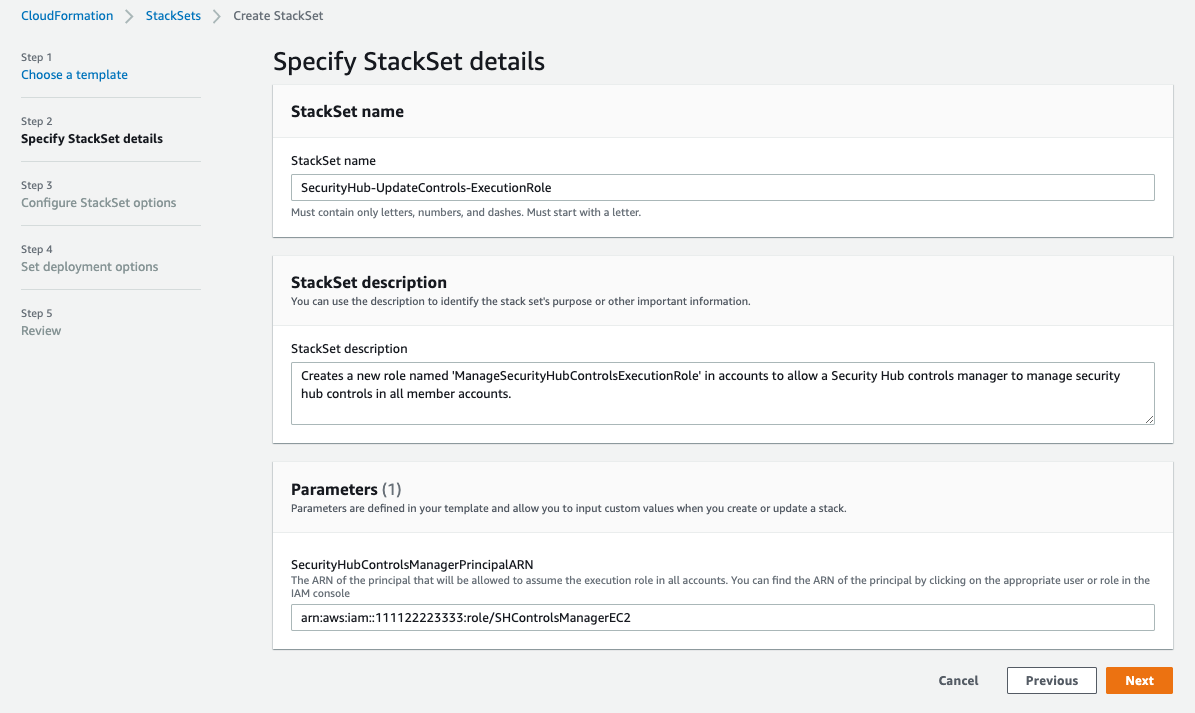 CloudFormation > StackSets > Create StackSet
Step 1
Choose a template
Step 2
Specify StackSet details
Step 3
Configure StackSet options
Step 4
Set deployment options
Step 5
Review
Specify StackSet details
StackSet name
StackSet name
SecurityHub-UpdateControls-ExecutionRole
Must contain only letters, numbers, and dashes. Must start with a letter.
StackSet description
You can use the description to identify the stack set's purpose or other important information.
StackSet description
Creates a new role named 'ManageSecurityHubControlsExecutionRole' in accounts to allow a Security Hub controls manager to manage security
hub controls in all member accounts.
Parameters (1)
Parameters are defined in your template and allow you to input custom values when you create or update a stack.
SecurityHubControlsManagerPrincipalARN
The ARN of the principal that will be allowed to assume the execution role in all accounts. You can find the ARN of the principal by clicking on the appropriate user or role in the
IAM console
arn:aws:iam::111122223333:role/SHControlsManagerEC2
Cancel Previous Next